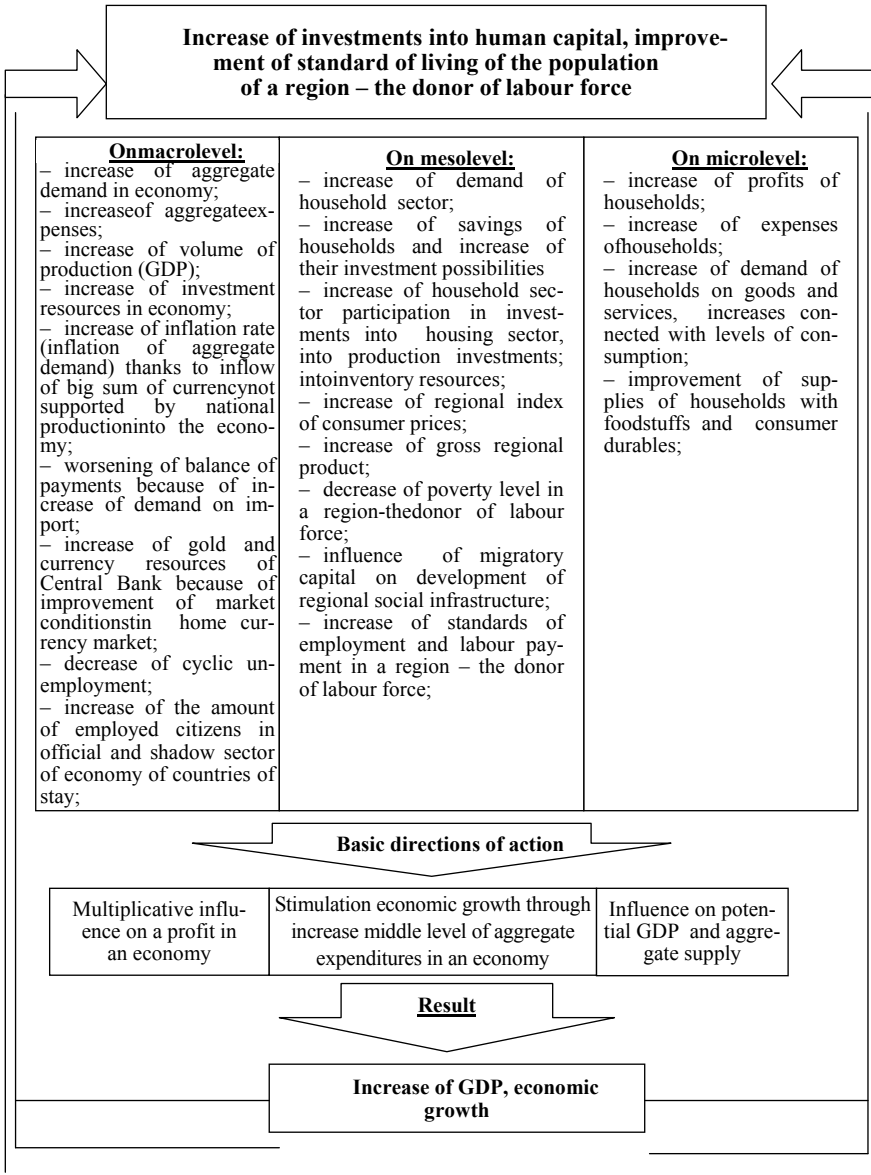 Increase of investments into human capital, improve-
ment of standard of living of the population
of a region – the donor of labour force
Onmacrolevel:
– increase of aggregate
demand in economy;
–increaseof aggregateex-
penses;
– increase of volume of
production (GDP);
– increase of investment
resources in economy;
– increase of inflation rate
(inflation of aggregate
demand) thanks to inflow
of big sum of currencynot
supported by national
productioninto the econo-
my;
– worsening of balance of
payments because of in-
crease of demand on im-
port;
– increase of gold and
currency resources of
Central Bank because of
improvement of market
conditionstin home cur-
rency market;
– decrease of cyclic un-
employment;
– increase of the amount
of employed citizens in
official and shadow sector
of economy of countries of
stay;
On mesolevel:
– increase of demand of
household sector;
– increase of savings of
households and increase of
their investment possibilities
– increase of household sec-
tor participation in invest-
ments into housing sector,
into production investments;
intoinventory resources;
– increase of regional index
of consumer prices;
– increase of gross regional
product;
– decrease of poverty level in
a region-thedonor of labour
force;
– influence of migratory
capital on development of
regional social infrastructure;
– increase of standards of
employment and labour pay-
ment in a region – the donor
of labour force;
On microlevel:
– increase of profits of
households;
– increase of expenses
ofhouseholds;
– increase of demand of
households on goods and
services, increases con-
nected with levels of con-
sumption;
– improvement of sup-
plies of households with
foodstuffs and consumer
durables;
Basic directions of action
Multiplicative influ-
ence on a profit in
an economy
Stimulation economic growth through
increase middle level of aggregate
expenditures in an economy
Influence on poten-
tial GDP and aggre-
gate supply
Result
Increase of GDP, economic
growth